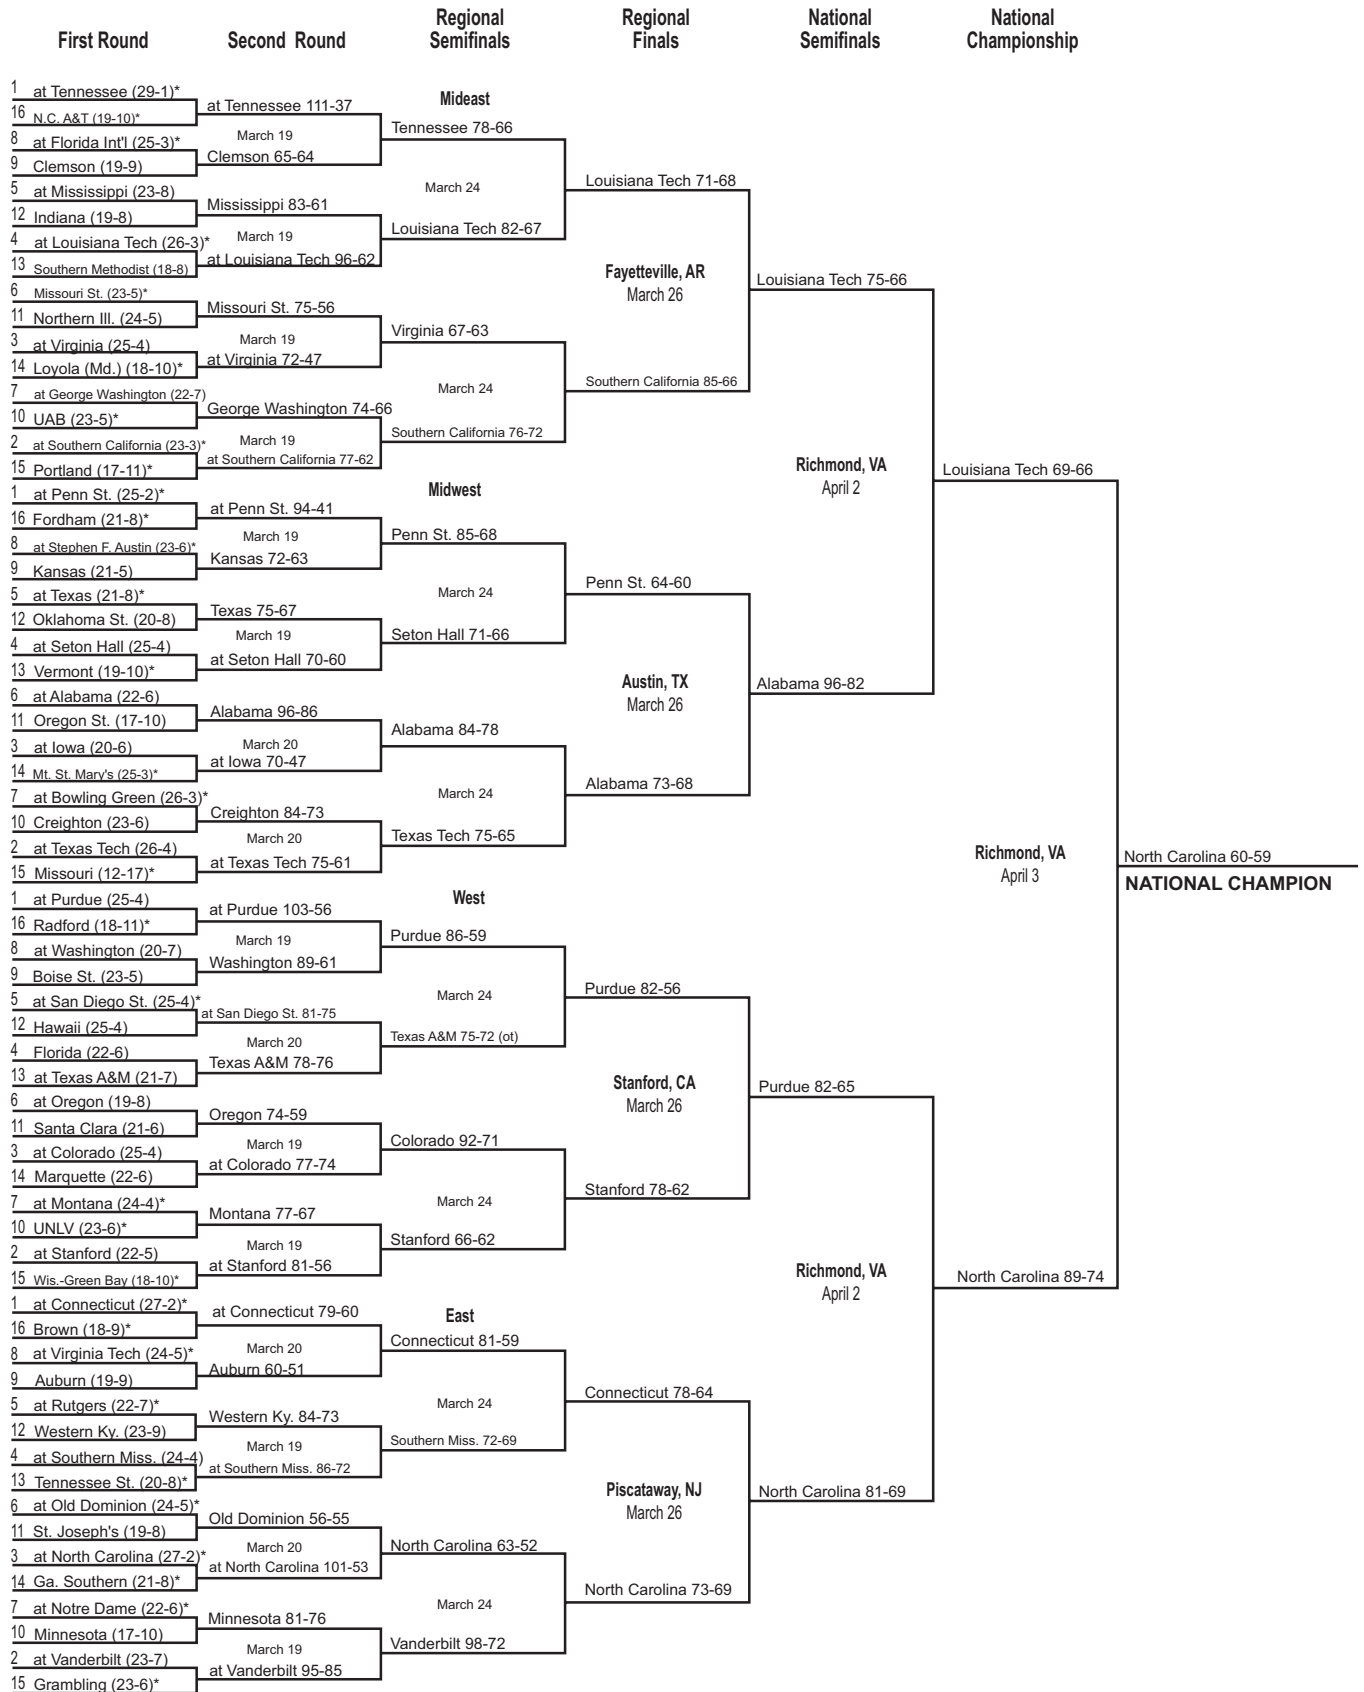 First Round
Second Round
Regional
Semifinals
Regional
Finals
National
Semifinals
National
Championship
1 at Tennessee (29-1)*
16 N.C. A&T (19-10)*
8 at Florida Int'l (25-3)*
9 Clemson (19-9)
5 at Mississippi (23-8)
12 Indiana (19-8)
4 at Louisiana Tech (26-3)*
13 Southern Methodist (18-8)
6 Missouri St. (23-5)*
11 Northern Ill. (24-5)
3 at Virginia (25-4)
14 Loyola (Md.) (18-10)*
7 at George Washington (22-7)
10 UAB (23-5)*
2 at Southern California (23-3)*
15 Portland (17-11)*
1 at Penn St. (25-2)*
16 Fordham (21-8)*
8 at Stephen F. Austin (23-6)*
9 Kansas (21-5)
5 at Texas (21-8)*
12 Oklahoma St. (20-8)
4 at Seton Hall (25-4)
13 Vermont (19-10)*
6 at Alabama (22-6)
11 Oregon St. (17-10)
3 at Iowa (20-6)
14 Mt. St. Mary's (25-3)*
7 at Bowling Green (26-3)*
10 Creighton (23-6)
2 at Texas Tech (26-4)
15 Missouri (12-17)*
1 at Purdue (25-4)
16 Radford (18-11)*
8 at Washington (20-7)
9 Boise St. (23-5)
5 at San Diego St. (25-4)*
12 Hawaii (25-4)
4 Florida (22-6)
13 at Texas A&M (21-7)
6 at Oregon (19-8)
11 Santa Clara (21-6)
3 at Colorado (25-4)
14 Marquette (22-6)
7 at Montana (24-4)*
10 UNLV (23-6)*
2 at Stanford (22-5)
15 Wis.-Green Bay (18-10)*
1 at Connecticut (27-2)*
16 Brown (18-9)*
8 at Virginia Tech (24-5)*
9 Auburn (19-9)
5 at Rutgers (22-7)*
12 Western Ky. (23-9)
4 at Southern Miss. (24-4)
13 Tennessee St. (20-8)*
6 at Old Dominion (24-5)*
11 St. Joseph's (19-8)
3 at North Carolina (27-2)*
14 Ga. Southern (21-8)*
7 at Notre Dame (22-6)*
10 Minnesota (17-10)
2 at Vanderbilt (23-7)
15 Grambling (23-6)*
at Tennessee 111-37
March 19
Clemson 65-64
Mississippi 83-61
March 19
at Louisiana Tech 96-62
Missouri St. 75-56
March 19
at Virginia 72-47
George Washington 74-66
March 19
at Southern California 77-62
at Penn St. 94-41
March 19
Kansas 72-63
Texas 75-67
March 19
at Seton Hall 70-60
Alabama 96-86
March 20
at Iowa 70-47
Creighton 84-73
March 20
at Texas Tech 75-61
at Purdue 103-56
March 19
Washington 89-61
at San Diego St. 81-75
March 20
Texas A&M 78-76
Oregon 74-59
March 19
at Colorado 77-74
Montana 77-67
March 19
at Stanford 81-56
at Connecticut 79-60
March 20
Auburn 60-51
Western Ky. 84-73
March 19
at Southern Miss. 86-72
Old Dominion 56-55
March 20
at North Carolina 101-53
Minnesota 81-76
March 19
at Vanderbilt 95-85
Mideast
Tennessee 78-66
March 24
Louisiana Tech 82-67
Virginia 67-63
March 24
Southern California 76-72
Midwest
Penn St. 85-68
March 24
Seton Hall 71-66
Alabama 84-78
March 24
Texas Tech 75-65
West
Purdue 86-59
March 24
Texas A&M 75-72 (ot)
Colorado 92-71
March 24
Stanford 66-62
East
Connecticut 81-59
March 24
Southern Miss. 72-69
North Carolina 63-52
March 24
Vanderbilt 98-72
Louisiana Tech 71-68
Fayetteville, AR
March 26
Southern California 85-66
Penn St. 64-60
Austin, TX
March 26
Alabama 73-68
Purdue 82-56
Stanford, CA
March 26
Stanford 78-62
Connecticut 78-64
Piscataway, NJ
March 26
North Carolina 73-69
Louisiana Tech 75-66
Richmond, VA
April 2
Alabama 96-82
Purdue 82-65
Richmond, VA
April 2
North Carolina 81-69
Louisiana Tech 69-66
Richmond, VA
April 3
North Carolina 89-74
North Carolina 60-59
NATIONAL CHAMPION